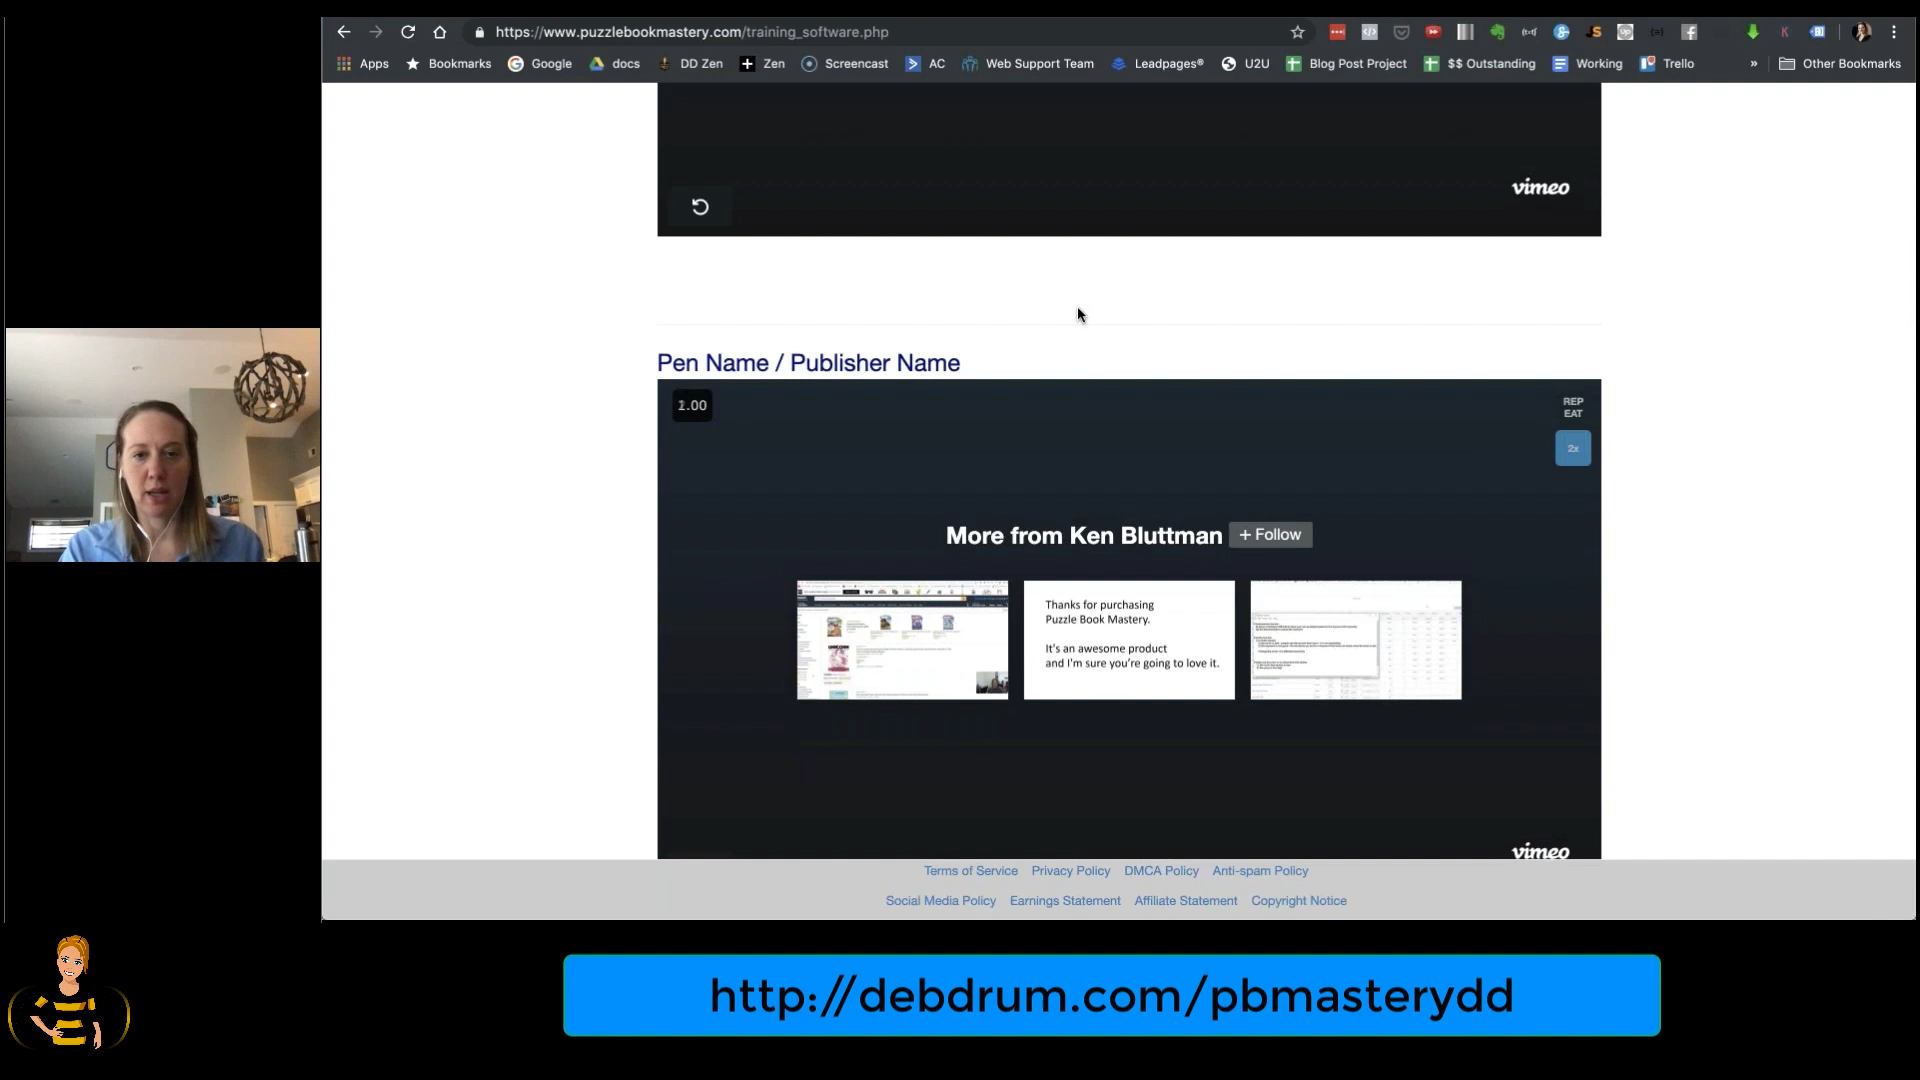 https://www.puzzlebookmastery.com/training_software.php
Apps Bookmarks Google docs DD Zen Zen Screencast AC Web Support Team Leadpages® U2U Blog Post Project $$ Outstanding Working Trello » Other Bookmarks
vimeo
Pen Name / Publisher Name
1.00
REP
EAT
2x
More from Ken Bluttman + Follow
Thanks for purchasing
Puzzle Book Mastery.
It's an awesome product
and I'm sure you're going to love it.
vimeo
Terms of Service Privacy Policy DMCA Policy Anti-spam Policy
Social Media Policy Earnings Statement Affiliate Statement Copyright Notice
http://debdrum.com/pbmasterydd